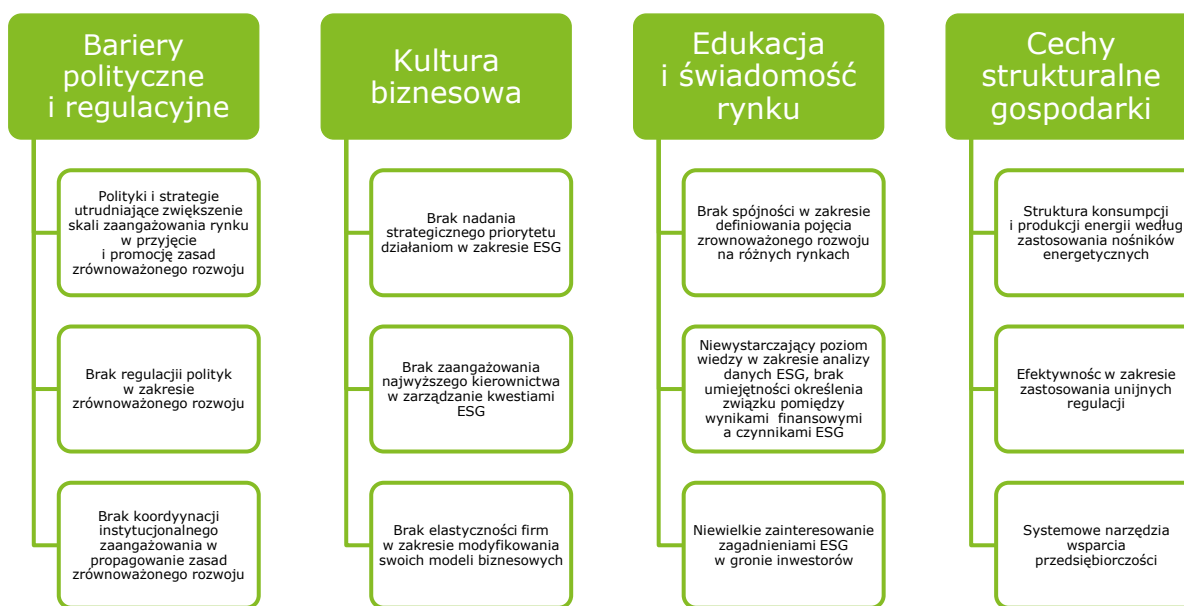 Bariery
polityczne
i regulacyjne
Polityki i strategie
utrudniające zwiększenie
skali zaangażowania rynku
w przyjęcie
i promocję zasad
zrównoważonego rozwoju
Brak regulacjii polityk
w zakresie
zrównoważonego rozwoju
Brak koordyynacji
instytucjonalnego
zaangażowania w
propagowanie zasad
zrównoważonego rozwoju
Kultura
biznesowa
Brak nadania
strategicznego priorytetu
działaniom w zakresie ESG
Brak zaangażowania
najwyższego kierownictwa
w zarządzanie kwestiami
ESG
Brak elastyczności firm
w zakresie modyfikowania
swoich modeli biznesowych
Edukacja
i świadomość
rynku
Brak spójności w zakresie
definiowania pojęcia
zrownoważonego rozwoju
na różnych rynkach
Niewystarczający poziom
wiedzy w zakresie analizy
danych ESG, brak
umiejętności określenia
związku pomiędzy
wynikami finansowymi
a czynnikami ESG
Niewielkie zainteresowanie
zagadnieniami ESG
w gronie inwestorów
Cechy
strukturalne
gospodarki
Struktura konsumpcji
i produkcji energii według
zastosowania nośników
energetycznych
Efektywnośc w zakresie
zastosowania unijnych
regulacji
Systemowe narzędzia
wsparcia
przedsiębiorczości